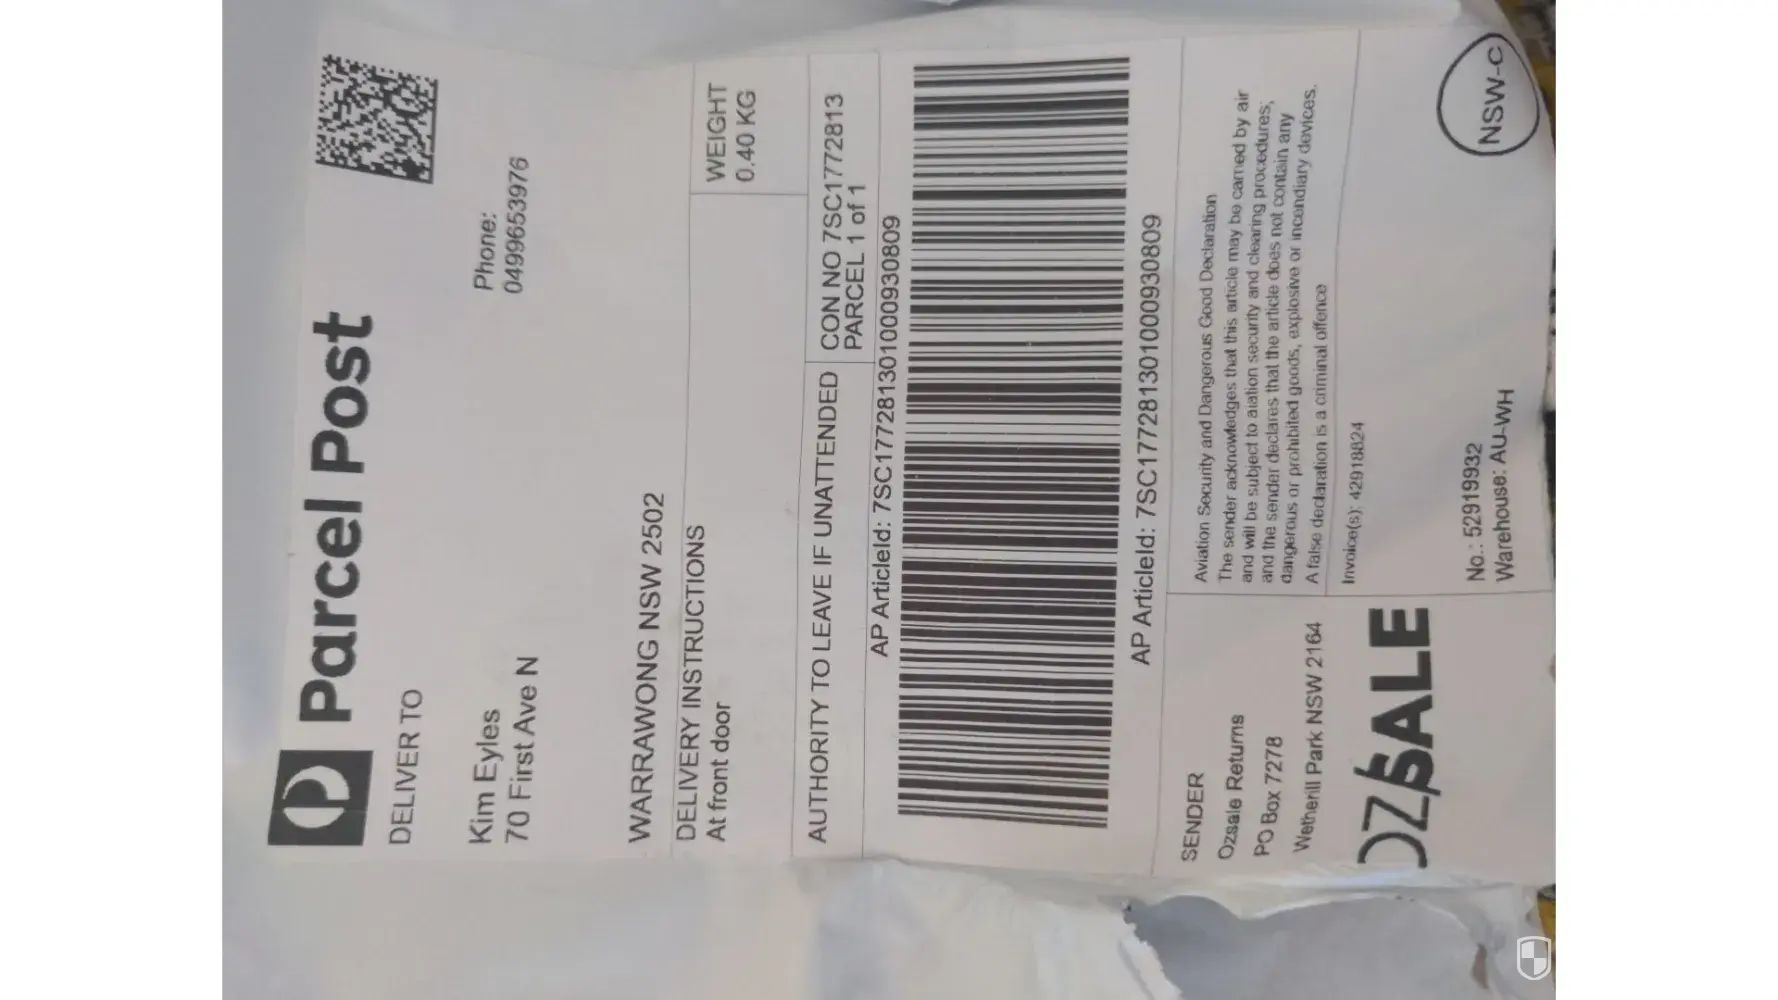 Parcel Post
DELIVER TO
Kim Eyles
70 First Ave N
Phone:
0499653976
WARRAWONG NSW 2502
DELIVERY INSTRUCTIONS
At front door
WEIGHT
0.40 KG
AUTHORITY TO LEAVE IF UNATTENDED
CON NO 7SC1772813
PARCEL 1 of 1
AP ArticleId: 7SC177281301000930809
AP ArticleId: 7SC177281301000930809
SENDER
Ozsale Returns
PO Box 7278
Wetherill Park NSW 2164
Aviation Security and Dangerous Good Declaration
The sender acknowledges that this article may be carried by air
and will be subject to aiation security and clearing procedures;
and the sender declares that the article does not contain any
dangerous or prohibited goods, explosive or incendiary devices.
A false declaration is a criminal offence
Invoice(s): 42918824
OZSALE
No.: 52919932
Warehouse: AU-WH
NSW-C